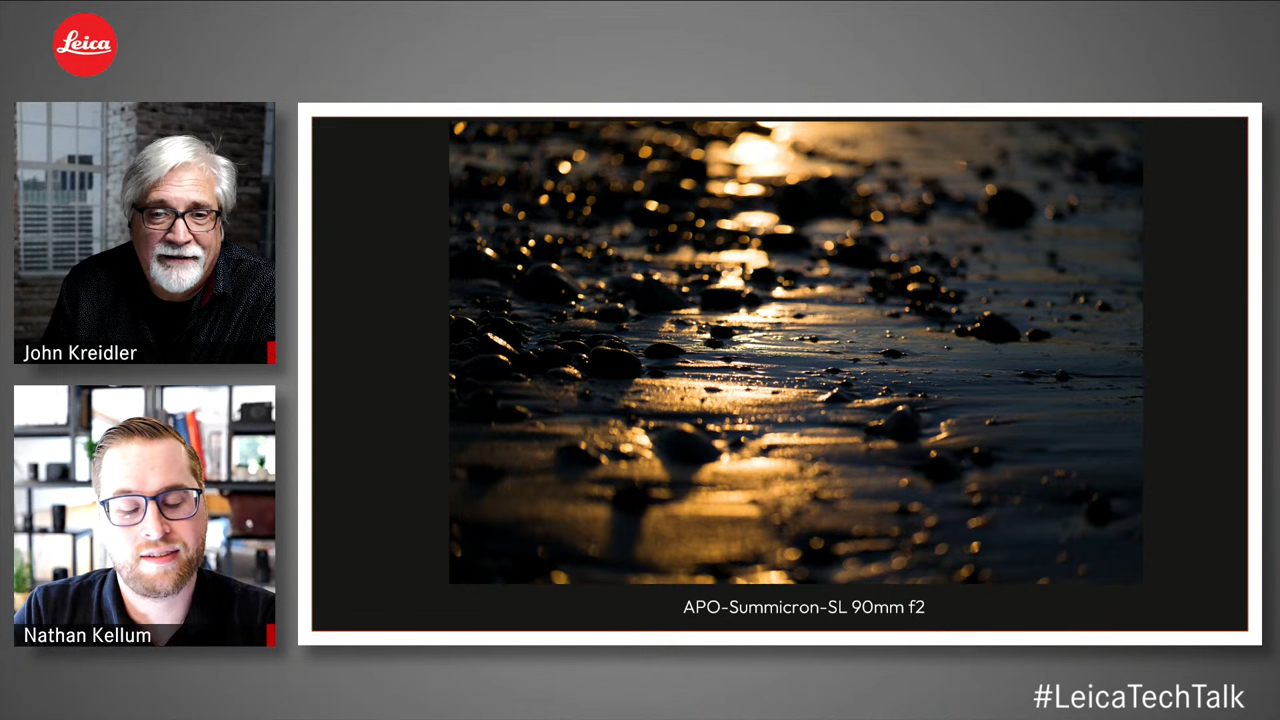 Leica
John Kreidler
Nathan Kellum
APO-Summicron-SL 90mm f2
#LeicaTechTalk